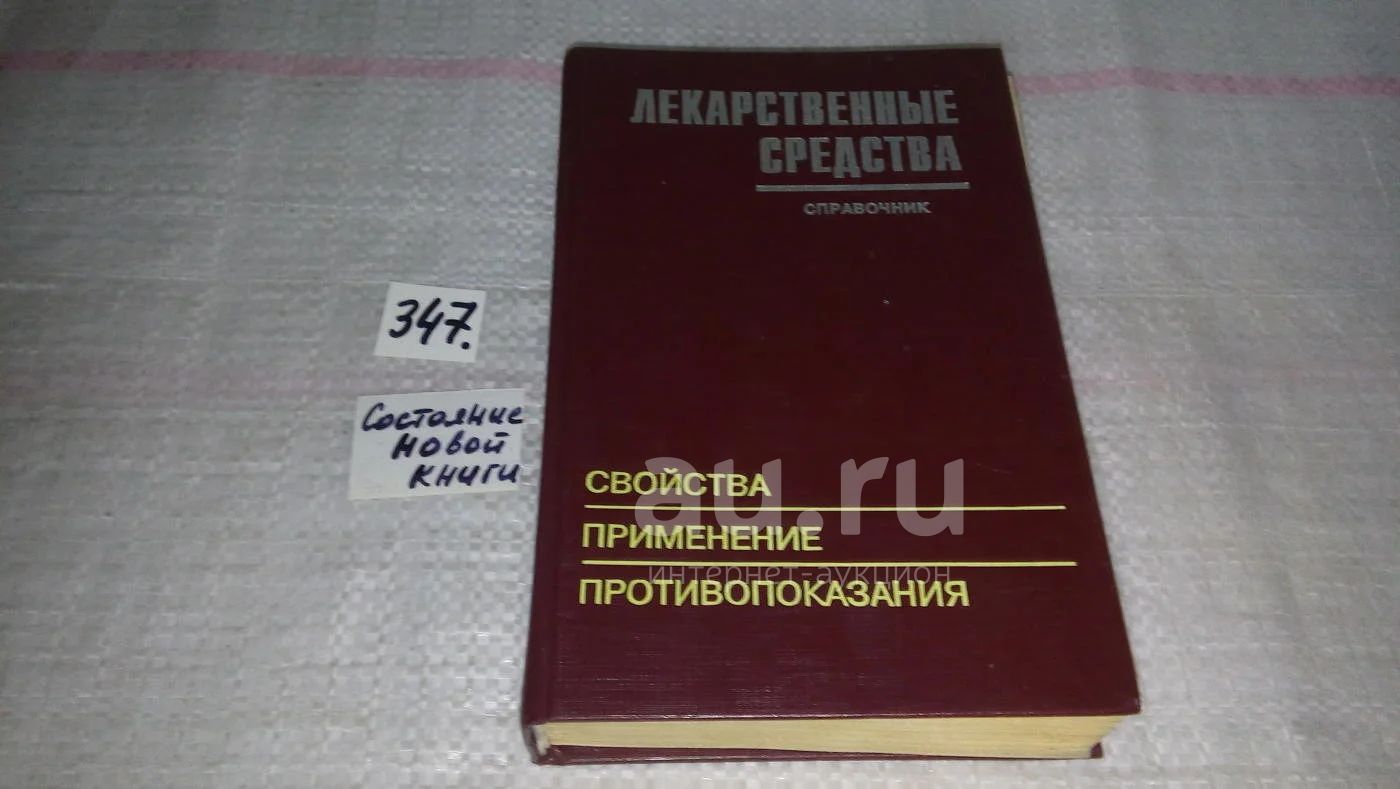 ЛЕКАРСТВЕННЫЕ
СРЕДСТВА
СПРАВОЧНИК
347.
Состояние
новой
книги
СВОЙСТВА
ПРИМЕНЕНИЕ
ПРОТИВОПОКАЗАНИЯ
au.ru
интернет-аукцион